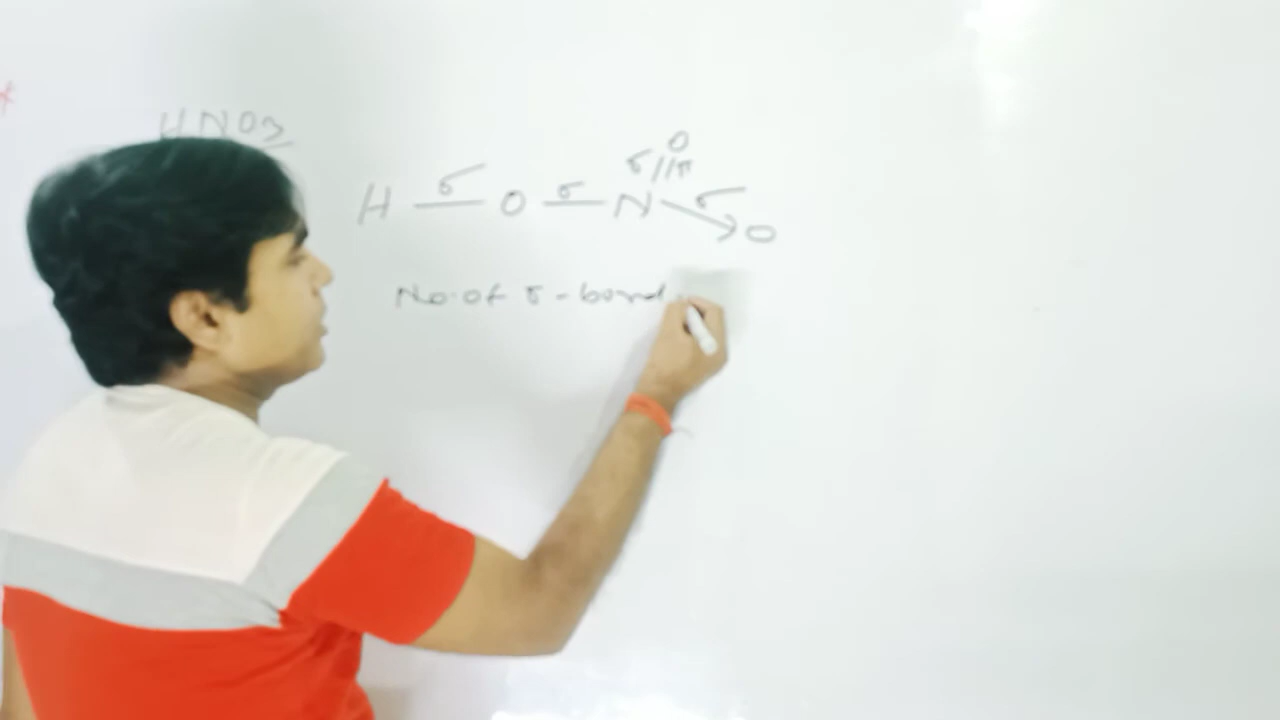 *
HNO3
O
σ // π
H — σ — O — σ — N → σ O
No. of σ - bond